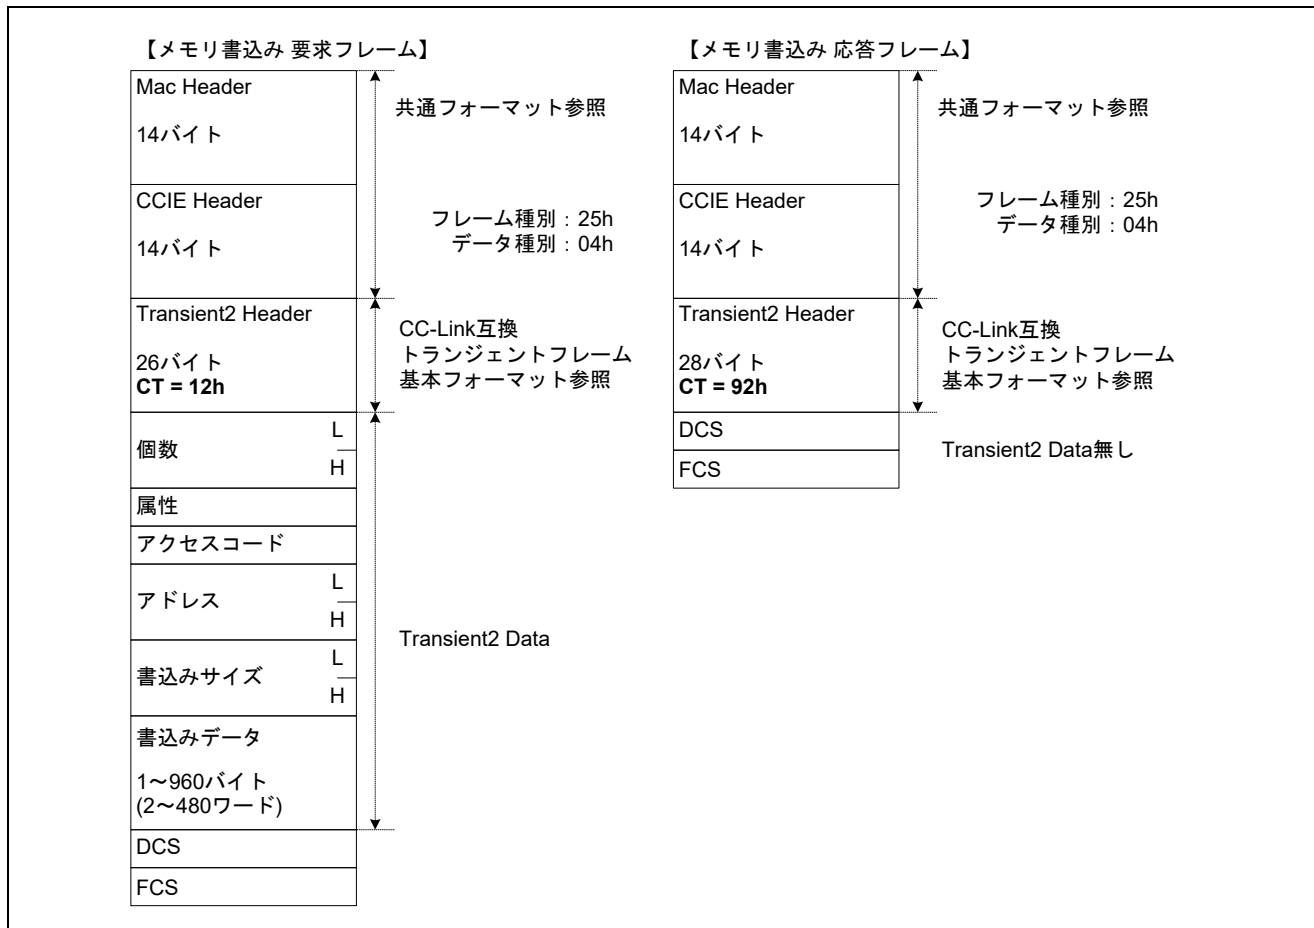 【メモリ書込み 要求フレーム】
Mac Header
14バイト
共通フォーマット参照
CCIE Header
14バイト
フレーム種別：25h
データ種別：04h
Transient2 Header
26バイト
CT = 12h
CC-Link互換
トランジェントフレーム
基本フォーマット参照
個数
L
H
属性
アクセスコード
アドレス
L
H
書込みサイズ
L
H
書込みデータ
1～960バイト
(2～480ワード)
Transient2 Data
DCS
FCS
【メモリ書込み 応答フレーム】
Mac Header
14バイト
共通フォーマット参照
CCIE Header
14バイト
フレーム種別：25h
データ種別：04h
Transient2 Header
28バイト
CT = 92h
CC-Link互換
トランジェントフレーム
基本フォーマット参照
DCS
FCS
Transient2 Data無し